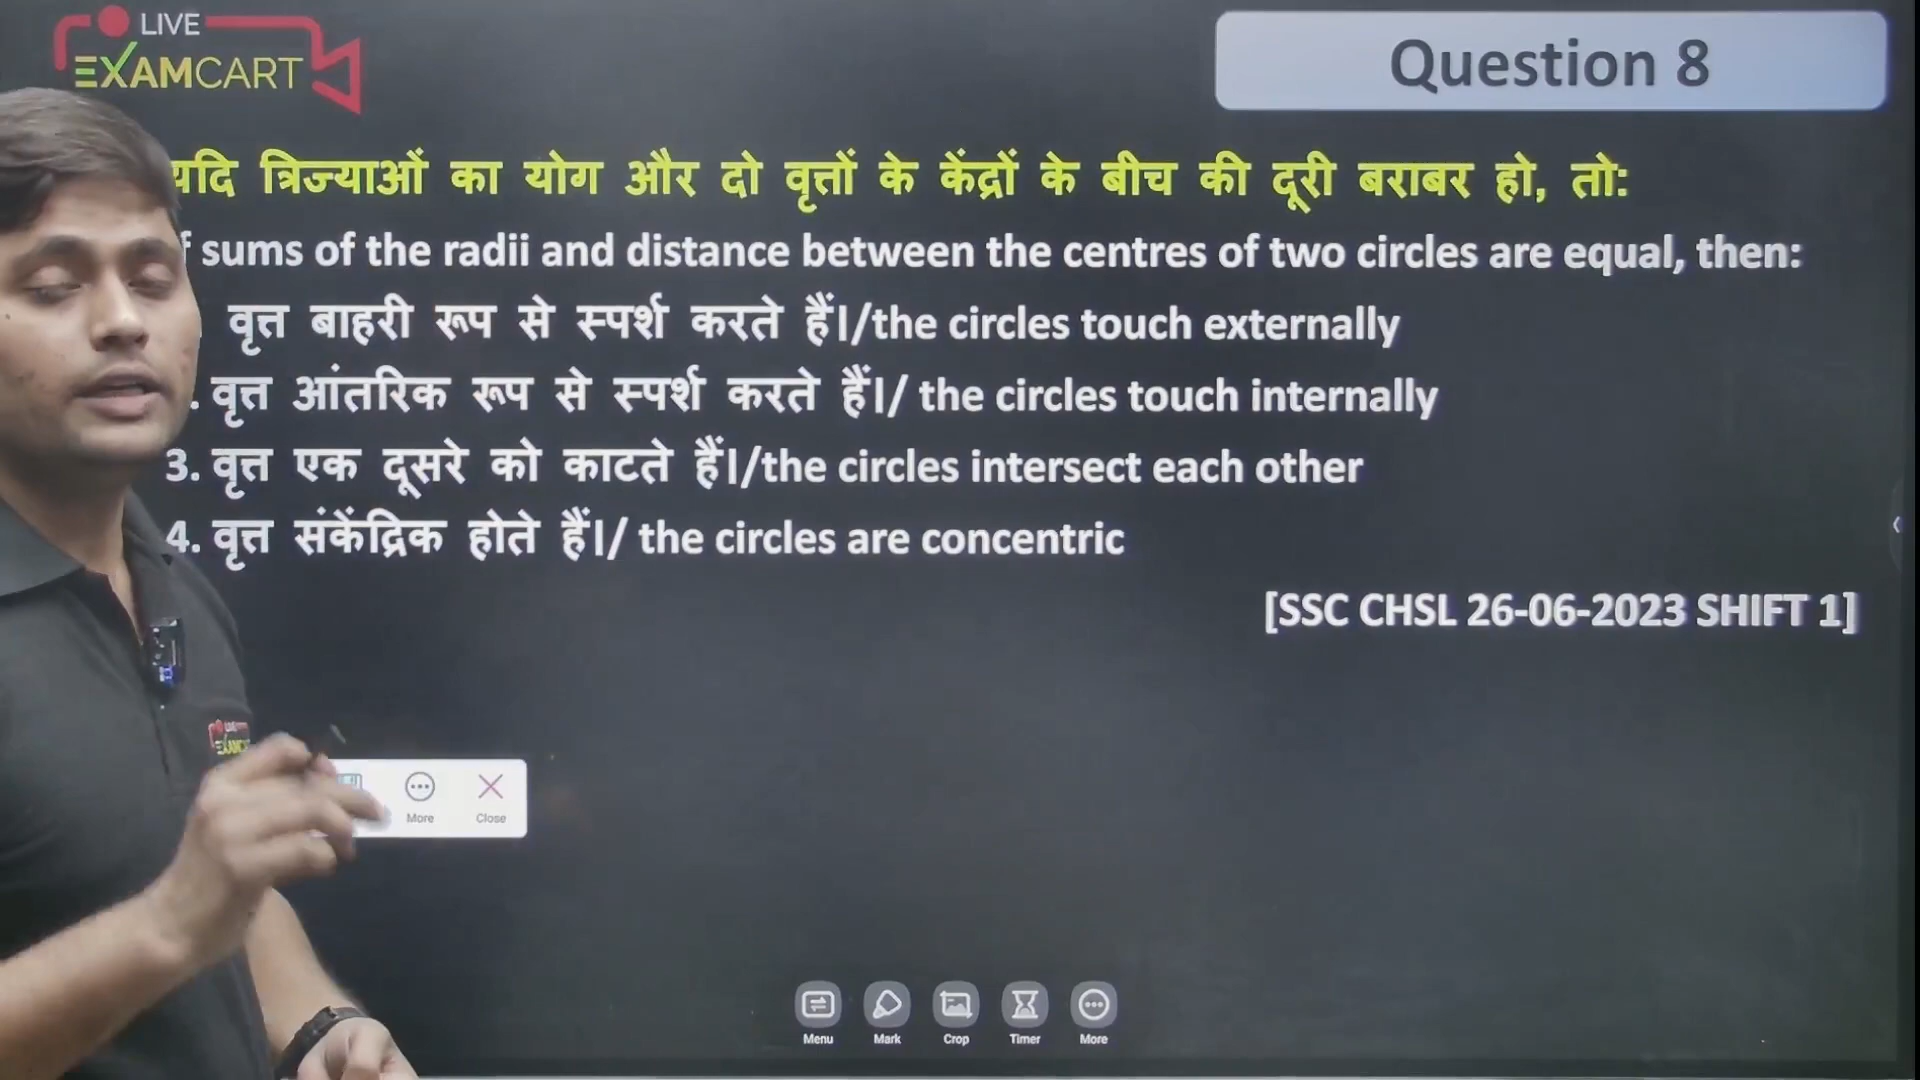 LIVE
EXAMCART
Question 8
यदि त्रिज्याओं का योग और दो वृत्तों के केंद्रों के बीच की दूरी बराबर हो, तो:
f sums of the radii and distance between the centres of two circles are equal, then:
वृत्त बाहरी रूप से स्पर्श करते हैं।/the circles touch externally
. वृत्त आंतरिक रूप से स्पर्श करते हैं।/ the circles touch internally
3. वृत्त एक दूसरे को काटते हैं।/the circles intersect each other
4. वृत्त संकेंद्रिक होते हैं।/ the circles are concentric
[SSC CHSL 26-06-2023 SHIFT 1]
LIVE
More Close
Menu Mark Crop Timer More